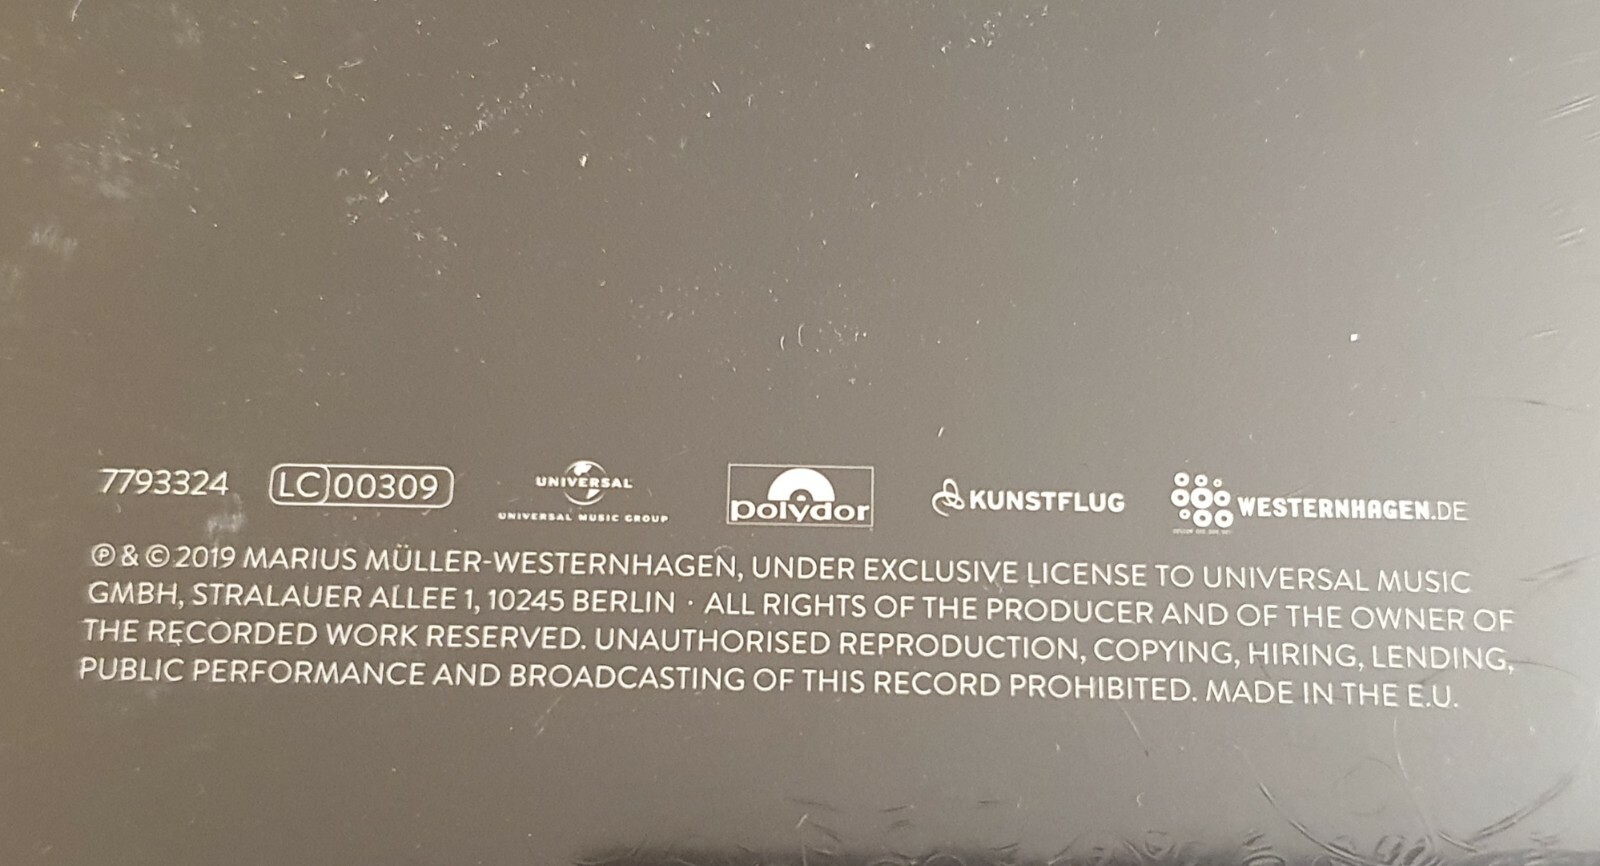 7793324 LC 00309 UNIVERSAL polydor KUNSTFLUG WESTERNHAGEN.DE
UNIVERSAL MUSIC GROUP
℗ & © 2019 MARIUS MÜLLER-WESTERNHAGEN, UNDER EXCLUSIVE LICENSE TO UNIVERSAL MUSIC
GMBH, STRALAUER ALLEE 1, 10245 BERLIN · ALL RIGHTS OF THE PRODUCER AND OF THE OWNER OF
THE RECORDED WORK RESERVED. UNAUTHORISED REPRODUCTION, COPYING, HIRING, LENDING,
PUBLIC PERFORMANCE AND BROADCASTING OF THIS RECORD PROHIBITED. MADE IN THE E.U.